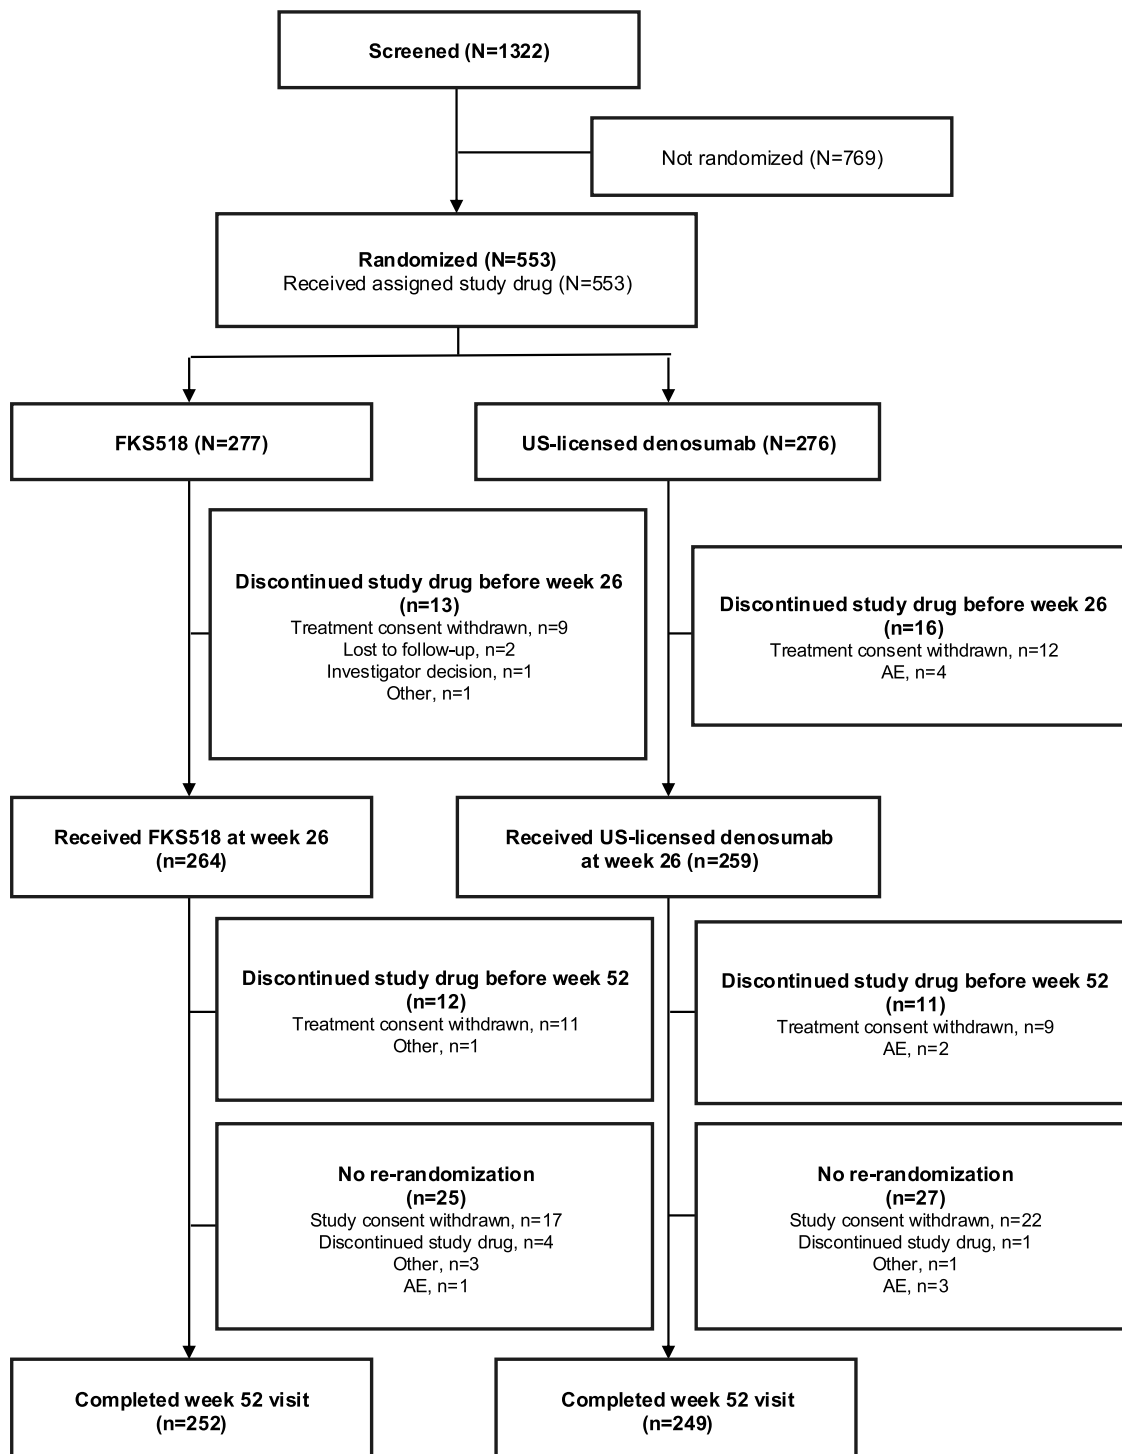 Screened (N=1322)
Not randomized (N=769)
Randomized (N=553)
Received assigned study drug (N=553)
FKS518 (N=277)
US-licensed denosumab (N=276)
Discontinued study drug before week 26
(n=13)
Treatment consent withdrawn, n=9
Lost to follow-up, n=2
Investigator decision, n=1
Other, n=1
Discontinued study drug before week 26
(n=16)
Treatment consent withdrawn, n=12
AE, n=4
Received FKS518 at week 26
(n=264)
Received US-licensed denosumab
at week 26 (n=259)
Discontinued study drug before week 52
(n=12)
Treatment consent withdrawn, n=11
Other, n=1
Discontinued study drug before week 52
(n=11)
Treatment consent withdrawn, n=9
AE, n=2
No re-randomization
(n=25)
Study consent withdrawn, n=17
Discontinued study drug, n=4
Other, n=3
AE, n=1
No re-randomization
(n=27)
Study consent withdrawn, n=22
Discontinued study drug, n=1
Other, n=1
AE, n=3
Completed week 52 visit
(n=252)
Completed week 52 visit
(n=249)